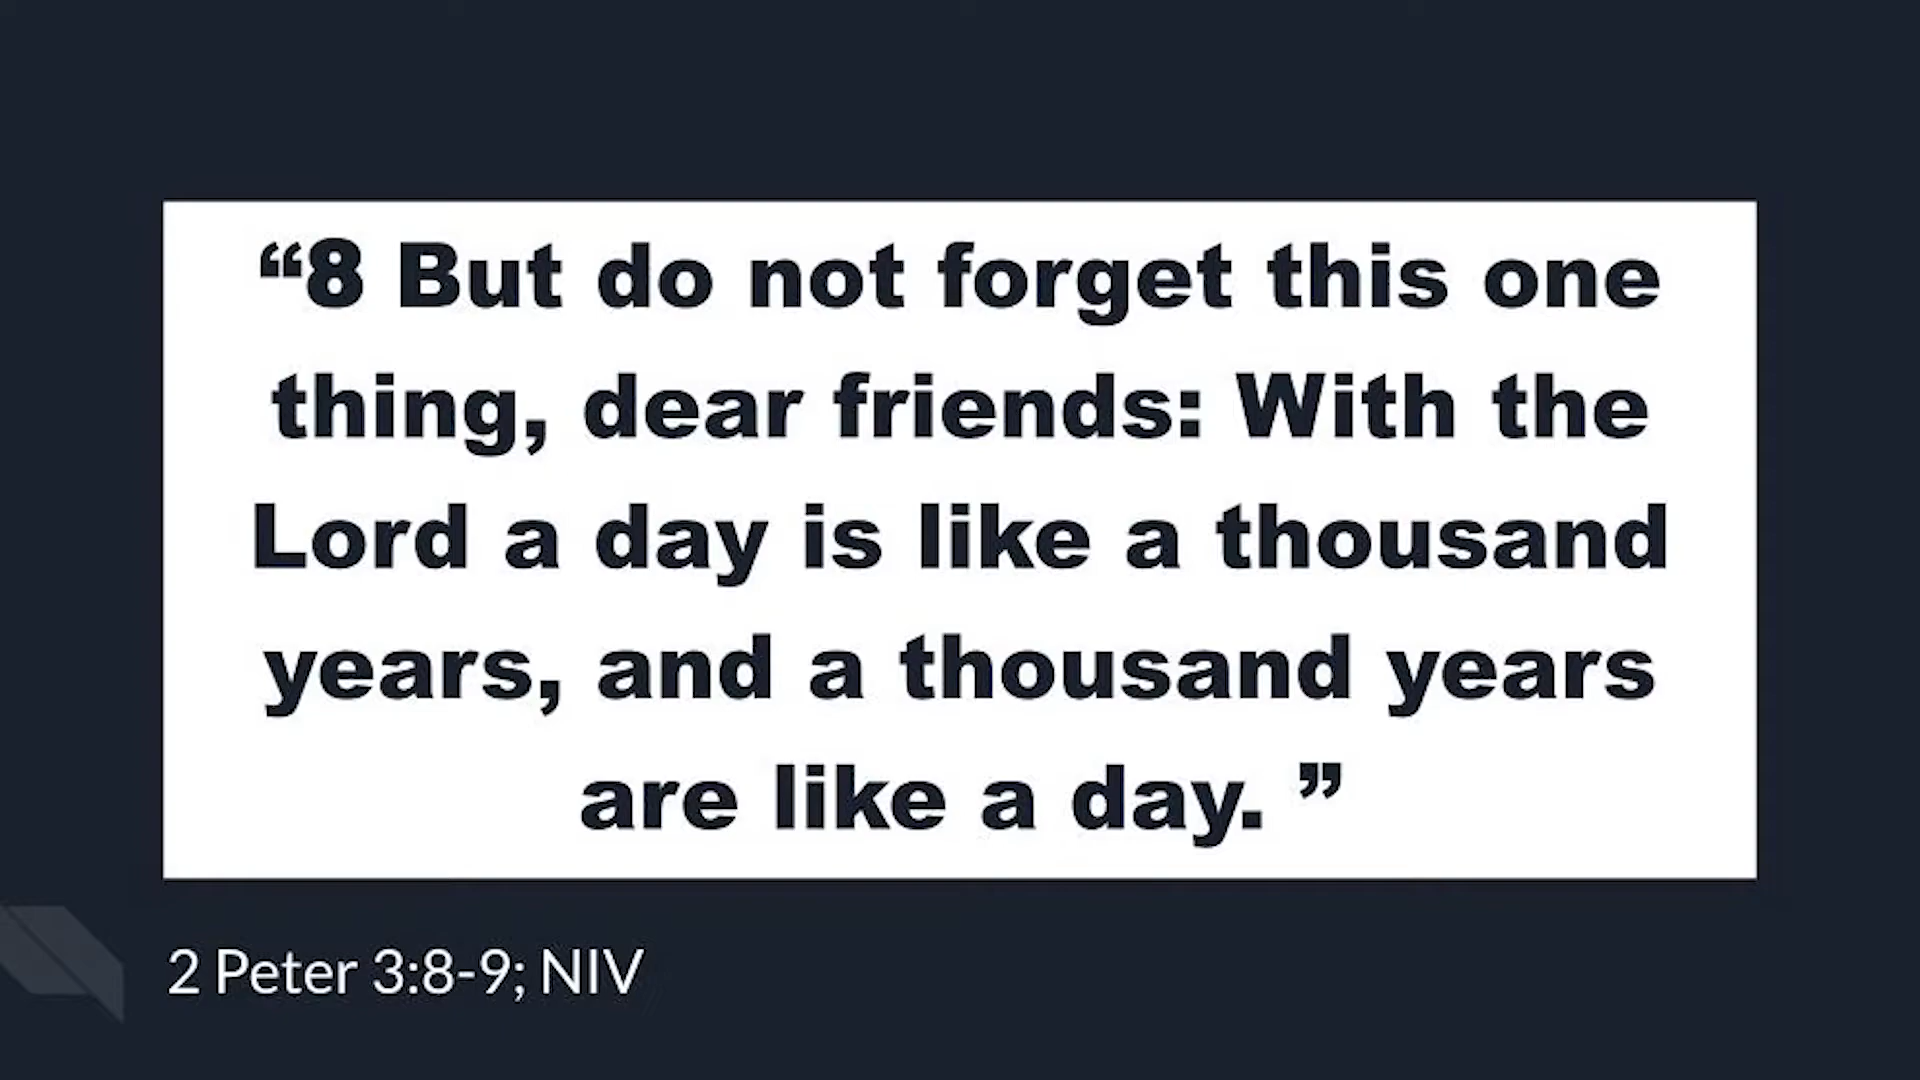 “8 But do not forget this one
thing, dear friends: With the
Lord a day is like a thousand
years, and a thousand years
are like a day. ”
2 Peter 3:8-9; NIV